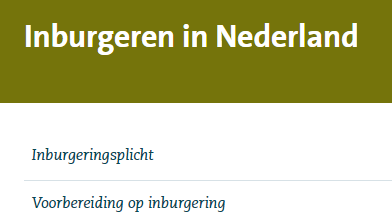 Inburgeren in Nederland
Inburgeringsplicht
Voorbereiding op inburgering